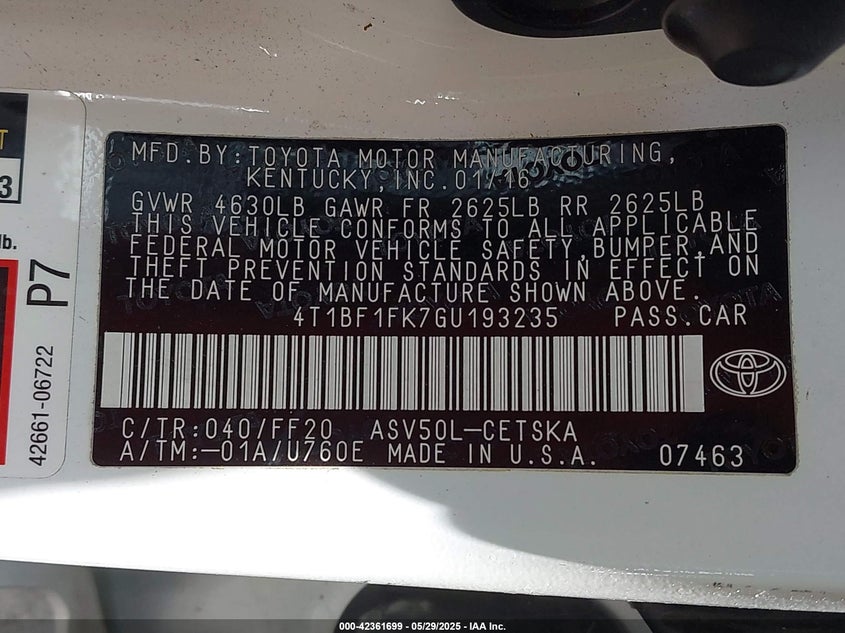 T
3
lb.
P7
42661-06722
MFD.BY:TOYOTA MOTOR MANUFACTURING,
KENTUCKY,INC.01/16
GVWR 4630LB GAWR FR 2625LB RR 2625LB
THIS VEHICLE CONFORMS TO ALL APPLICABLE
FEDERAL MOTOR VEHICLE SAFETY,BUMPER,AND
THEFT PREVENTION STANDARDS IN EFFECT ON
THE DATE OF MANUFACTURE SHOWN ABOVE.
4T1BF1FK7GU193235 PASS.CAR
C/TR:040/FF20 ASV50L-CETSKA
A/TM:-01A/U760E MADE IN U.S.A. 07463
000-42361699 - 05/29/2025 - IAA Inc.